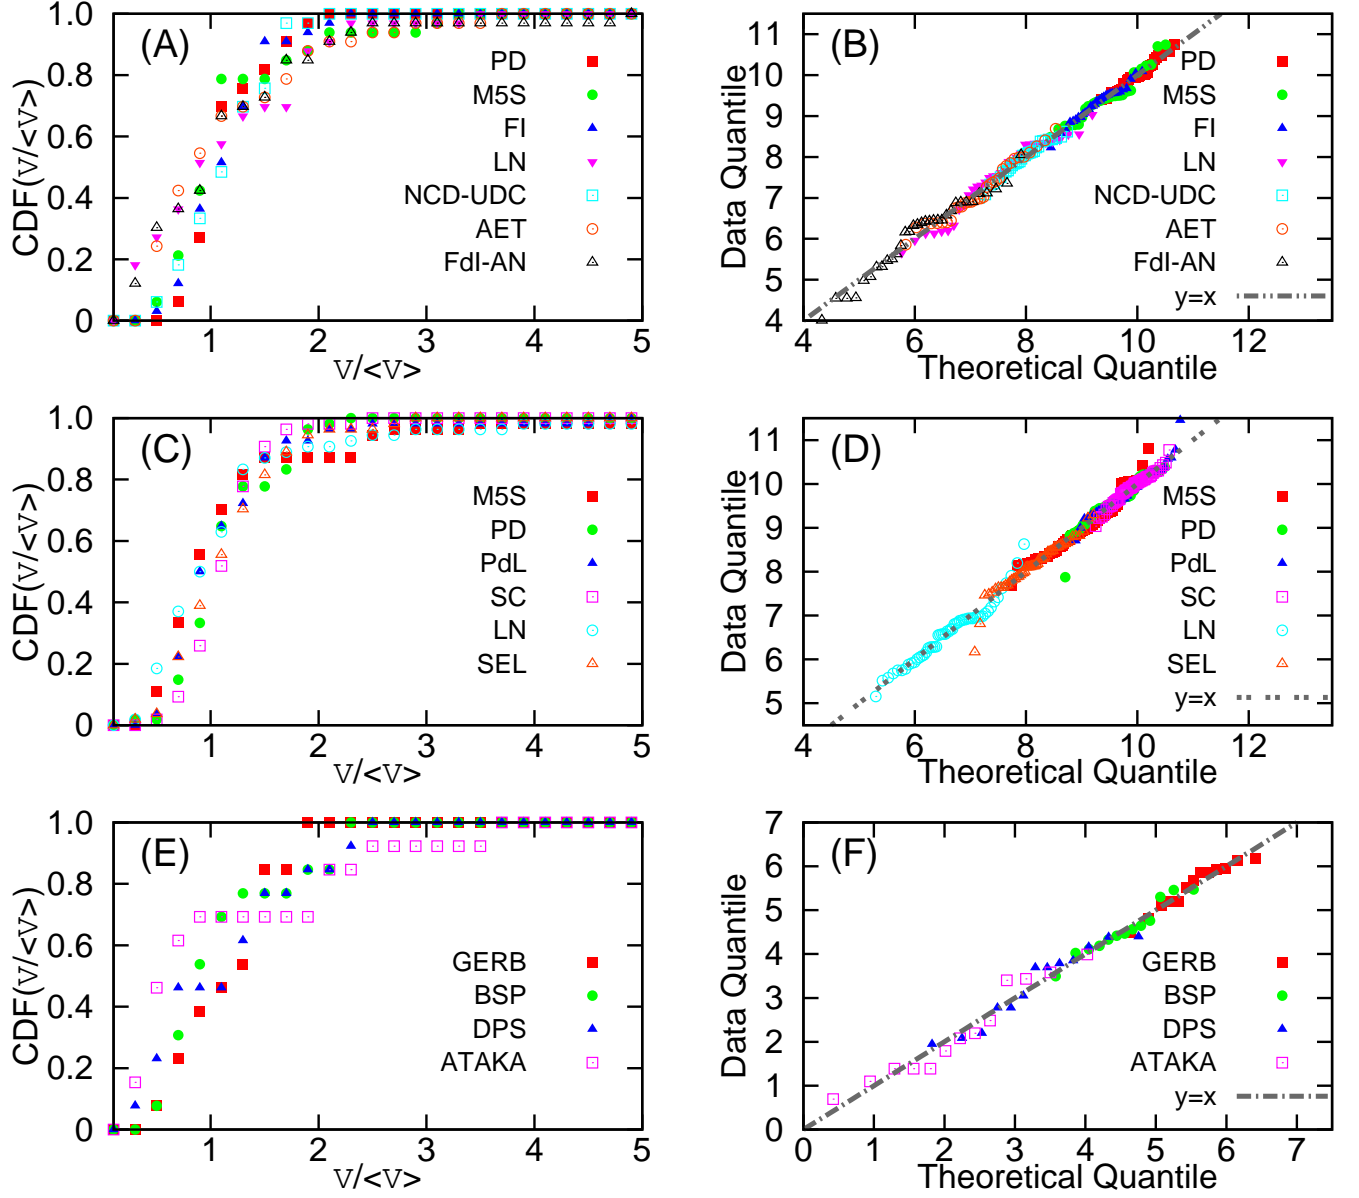 (A)
CDF(v/<v>)
1.0
0.8
0.6
0.4
0.2
0
1 2 3 4 5
v/<v>
PD
M5S
FI
LN
NCD-UDC
AET
FdI-AN
(B)
Data Quantile
11
10
9
8
7
6
5
4
4 6 8 10 12
Theoretical Quantile
PD
M5S
FI
LN
NCD-UDC
AET
FdI-AN
y=x
(C)
CDF(v/<v>)
1.0
0.8
0.6
0.4
0.2
0
1 2 3 4 5
v/<v>
M5S
PD
PdL
SC
LN
SEL
(D)
Data Quantile
11
10
9
8
7
6
5
4 6 8 10 12
Theoretical Quantile
M5S
PD
PdL
SC
LN
SEL
y=x
(E)
CDF(v/<v>)
1.0
0.8
0.6
0.4
0.2
0
1 2 3 4 5
v/<v>
GERB
BSP
DPS
ATAKA
(F)
Data Quantile
7
6
5
4
3
2
1
0
0 1 2 3 4 5 6 7
Theoretical Quantile
GERB
BSP
DPS
ATAKA
y=x